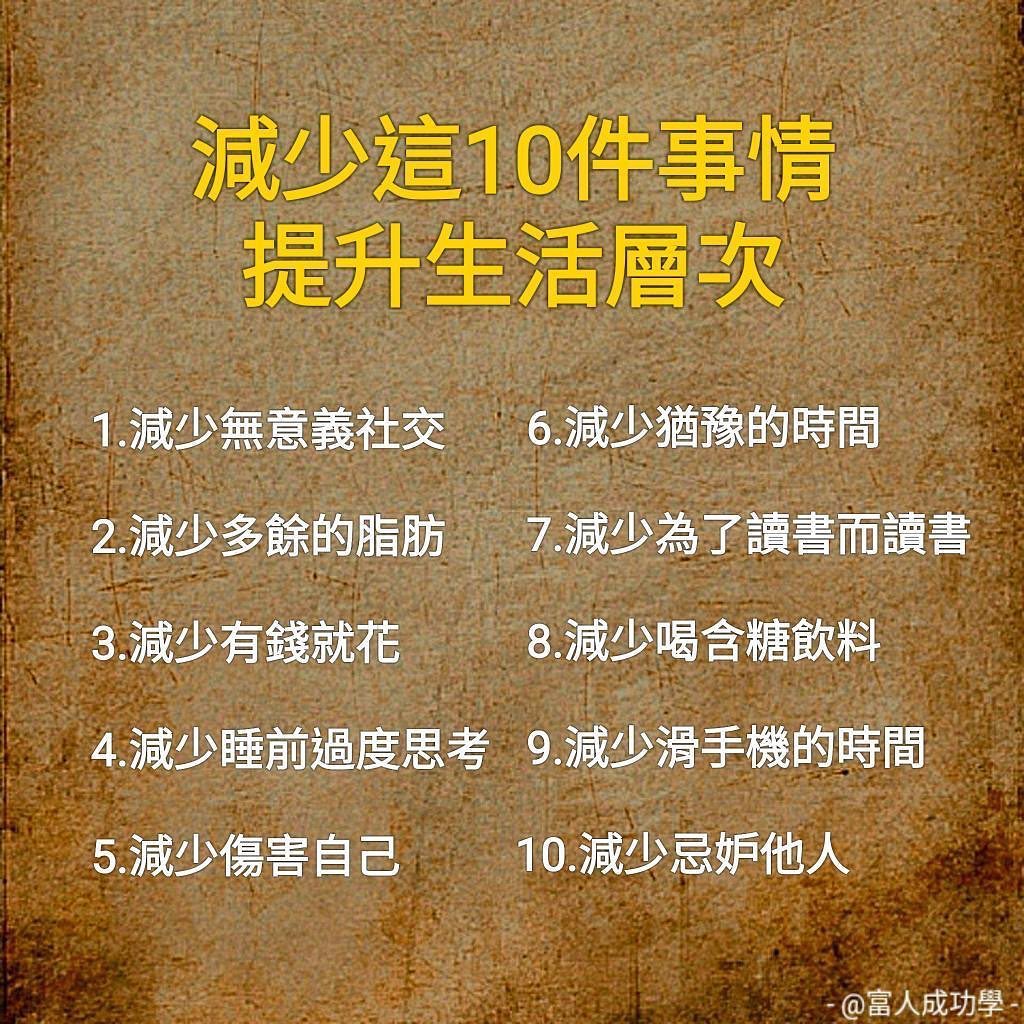 減少這10件事情
提升生活層次
1.減少無意義社交
2.減少多餘的脂肪
3.減少有錢就花
4.減少睡前過度思考
5.減少傷害自己
6.減少猶豫的時間
7.減少為了讀書而讀書
8.減少喝含糖飲料
9.減少滑手機的時間
10.減少忌妒他人
- @富人成功學 -